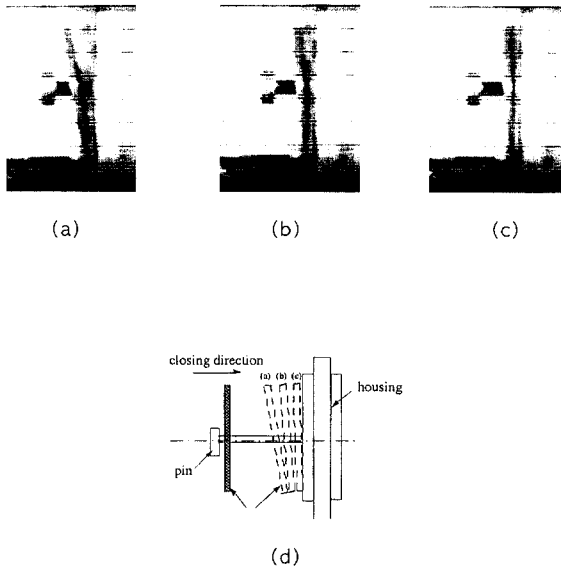 (a) (b) (c)
closing direction
(a) (b) (c)
housing
pin
(d)